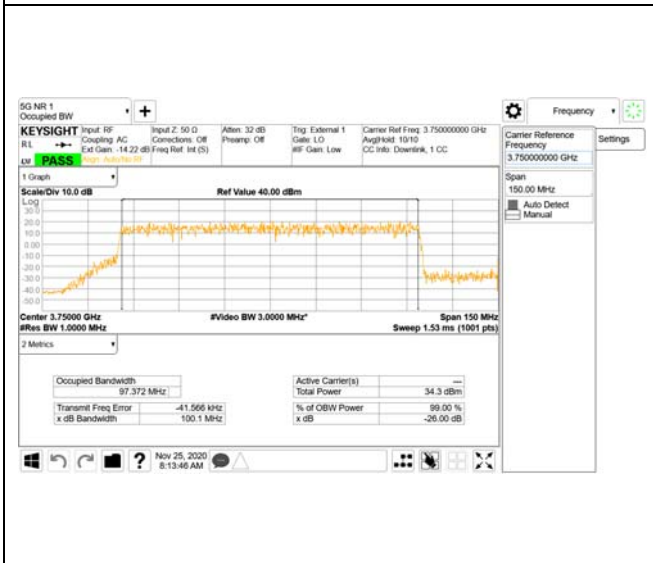 5G NR 1
Occupied BW
+
Frequency
KEYSIGHT
Input: RF
Input Z: 50 Ω
Atten: 32 dB
Trig: External 1
Carrier Ref Freq: 3.750000000 GHz
RL
Coupling: AC
Corrections: Off
Preamp: Off
Gate: LO
Avg|Hold: 10/10
Ext Gain: -14.22 dB
Freq Ref: Int (S)
#IF Gain: Low
CC Info: Downlink, 1 CC
PASS
Align: Auto/No RF
Carrier Reference
Frequency
3.750000000 GHz
Settings
Span
150.00 MHz
Auto Detect
Manual
1 Graph
Scale/Div 10.0 dB
Ref Value 40.00 dBm
Log
30.0
20.0
10.0
0.00
-10.0
-20.0
-30.0
-40.0
-50.0
Center 3.75000 GHz
#Video BW 3.0000 MHz*
Span 150 MHz
#Res BW 1.0000 MHz
Sweep 1.53 ms (1001 pts)
2 Metrics
Occupied Bandwidth
97.372 MHz
Active Carrier(s)
---
Total Power
34.3 dBm
Transmit Freq Error
-41.566 kHz
% of OBW Power
99.00 %
x dB Bandwidth
100.1 MHz
x dB
-26.00 dB
?
Nov 25, 2020
8:13:46 AM